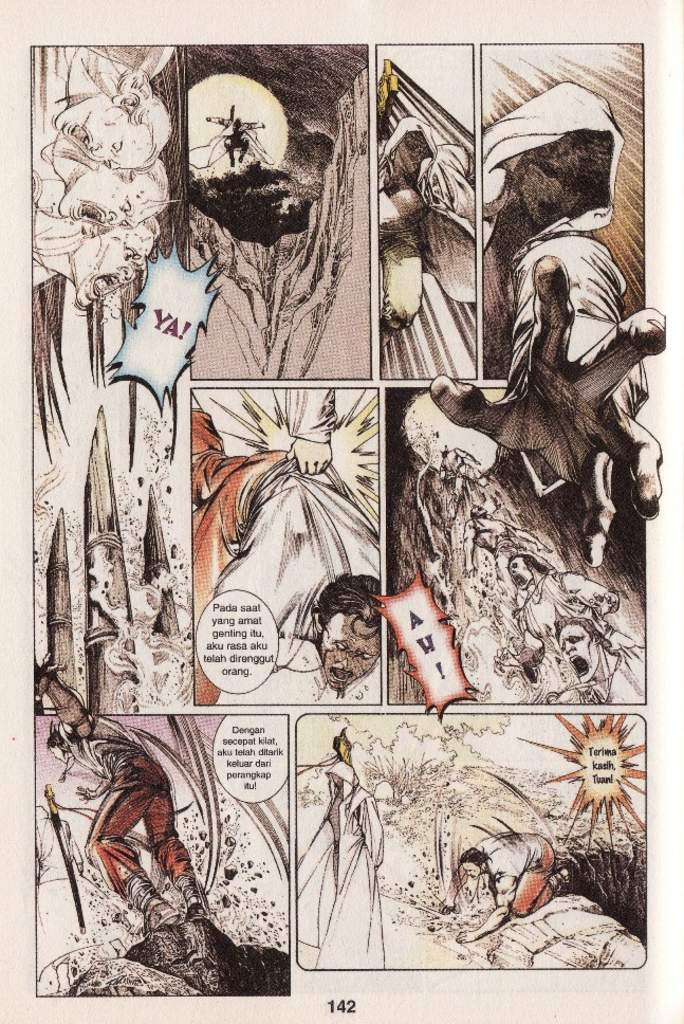 YA!
Pada saat
yang amat
genting itu,
aku rasa aku
telah direnggut
orang.
AH!
Dengan
secepat kilat,
aku telah ditarik
keluar dari
perangkap
itu!
Terima
kasih,
Tuan!
142